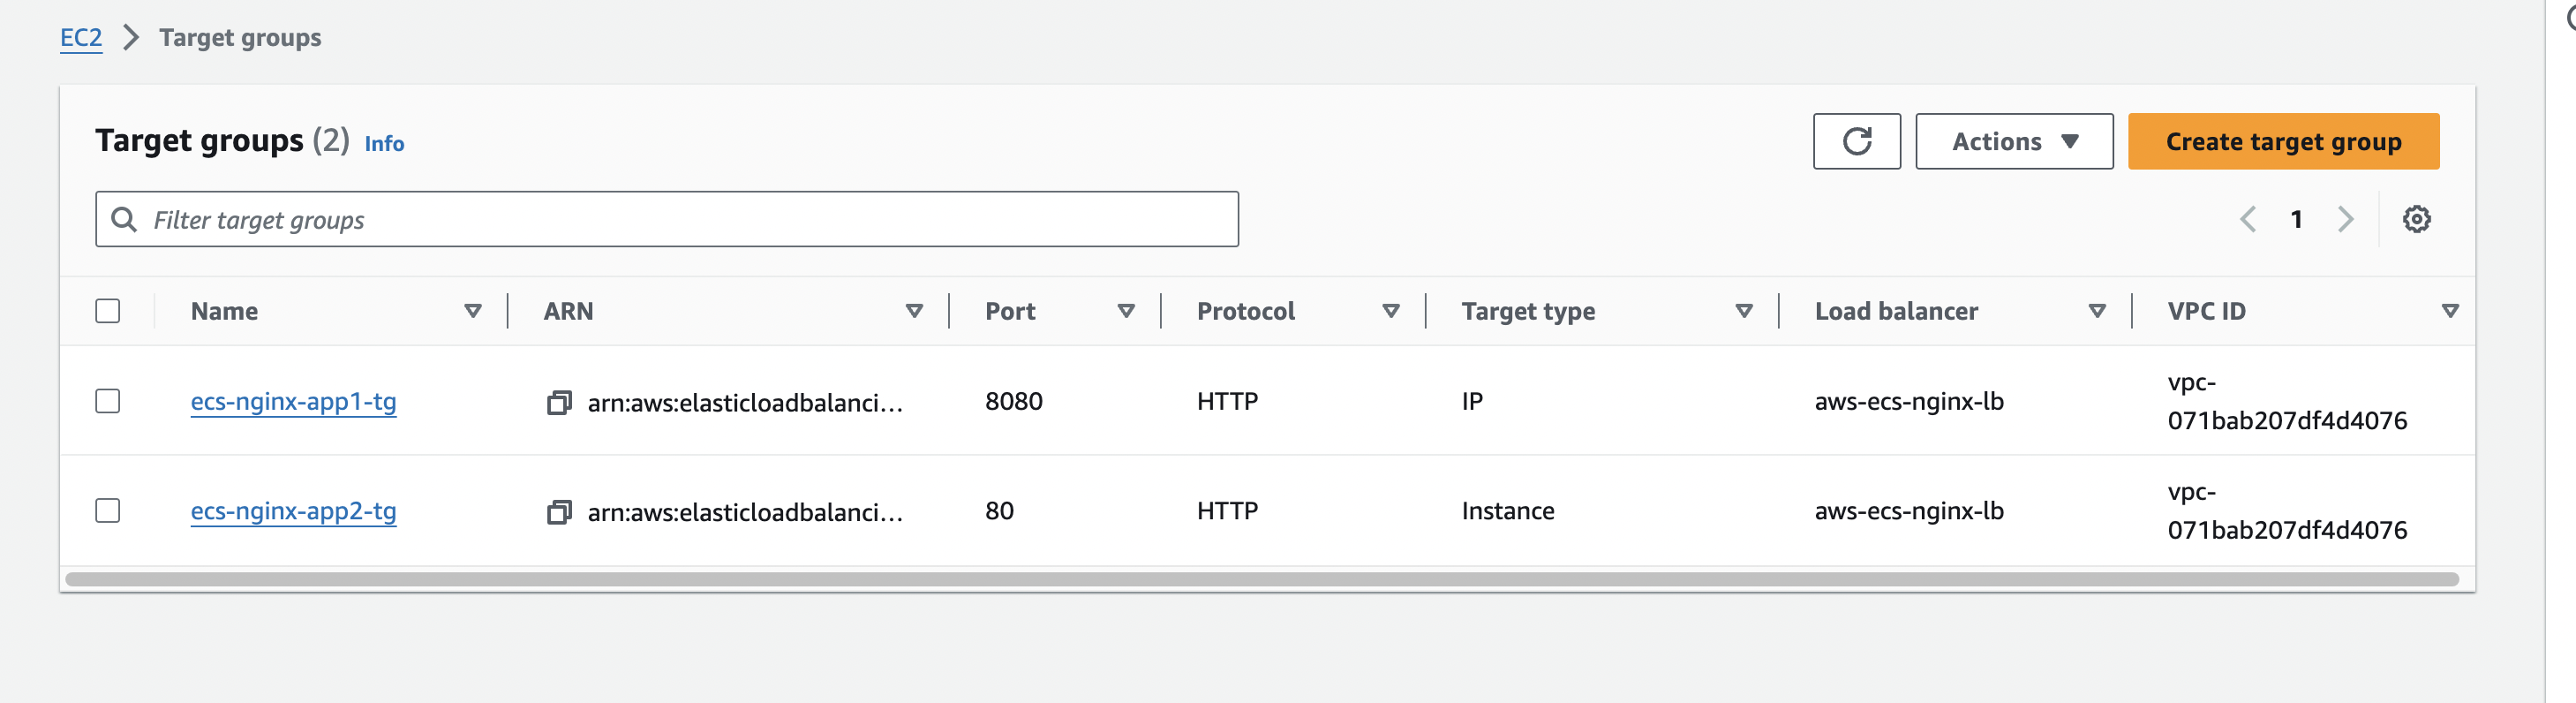 EC2 > Target groups
Target groups (2) Info
Actions
Create target group
Filter target groups
1
Name ARN Port Protocol Target type Load balancer VPC ID
ecs-nginx-app1-tg arn:aws:elasticloadbalanci... 8080 HTTP IP aws-ecs-nginx-lb vpc-
071bab207df4d4076
ecs-nginx-app2-tg arn:aws:elasticloadbalanci... 80 HTTP Instance aws-ecs-nginx-lb vpc-
071bab207df4d4076